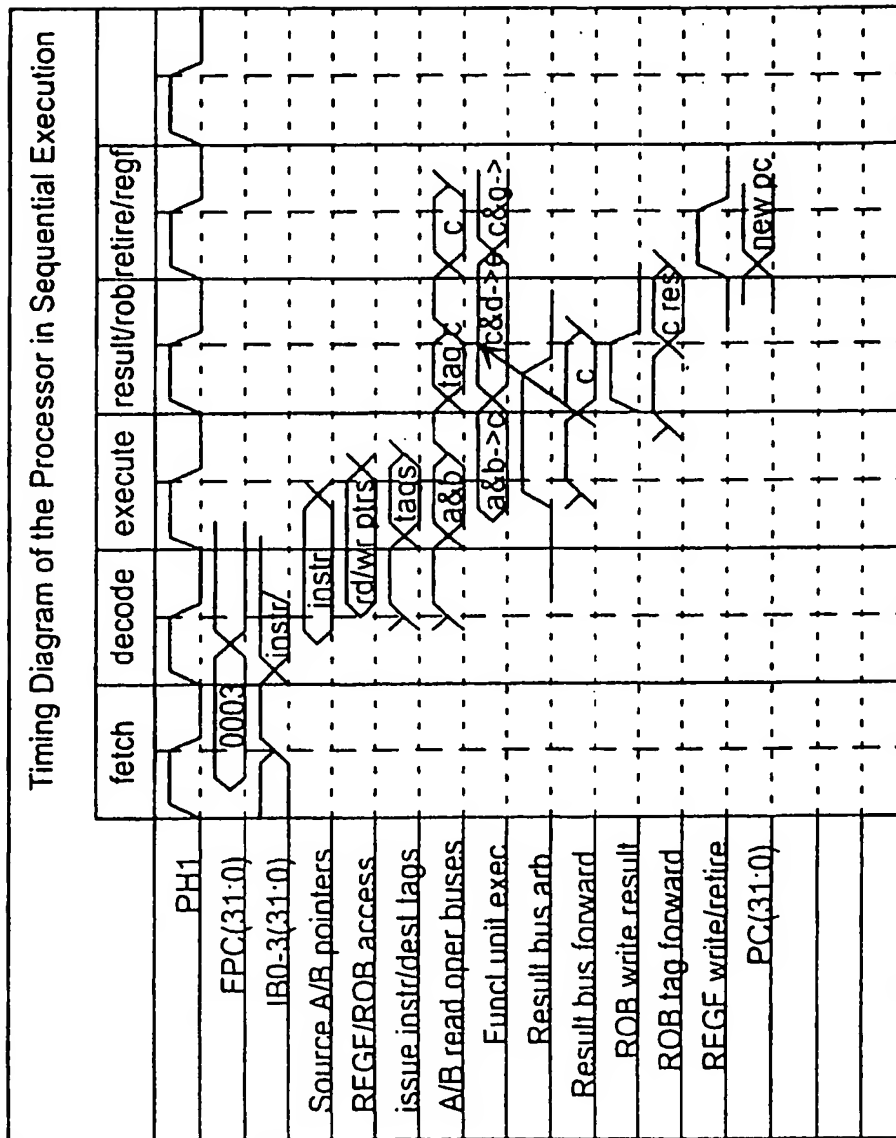 Timing Diagram of the Processor in Sequential Execution
fetch decode execute result/rob retire/regf
PH1
FPC(31:0) 0003
IB0-3(31:0) instr
Source A/B pointers instr
REGF/ROB access rd/wr ptrs
issue instr/dest tags tags
A/B read oper buses a&b tag c c
Funct unit exec. a&b->c c&d->e c&g->
Result bus arb
Result bus forward c
ROB write result
ROB tag forward c res
REGF write/retire
PC(31:0) new pc